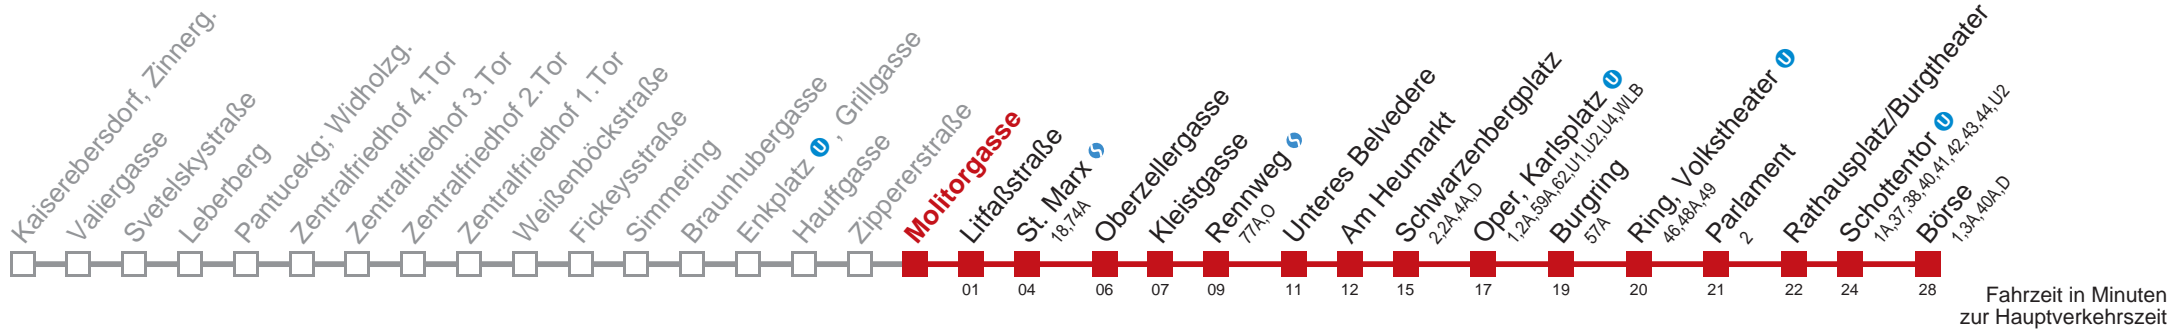 Kaiserebersdorf, Zinnerg.
Valiergasse
Svetelskystraße
Leberberg
Pantucekg., Widholzg.
Zentralfriedhof 4. Tor
Zentralfriedhof 3. Tor
Zentralfriedhof 2. Tor
Zentralfriedhof 1. Tor
Weißenböckstraße
Fickeysstraße
Simmering
Braunhubergasse
Enkplatz U , Grillgasse
Hauffgasse
Zippererstraße
Molitorgasse
Litfaßstraße
St. Marx S
18,74A
Oberzellergasse
Kleistgasse
Rennweg S
77A,O
Unteres Belvedere
Am Heumarkt
Schwarzenbergplatz
2,2A,4A,D
Oper, Karlsplatz U
1,2A,59A,62,U1,U2,U4,WLB
Burgring
57A
Ring, Volkstheater U
46,48A,49
Parlament
2
Rathausplatz/Burgtheater
Schottentor U
1A,37,38,40,41,42,43,44,U2
Börse
1,3A,40A,D
01 04 06 07 09 11 12 15 17 19 20 21 22 24 28
Fahrzeit in Minuten
zur Hauptverkehrszeit